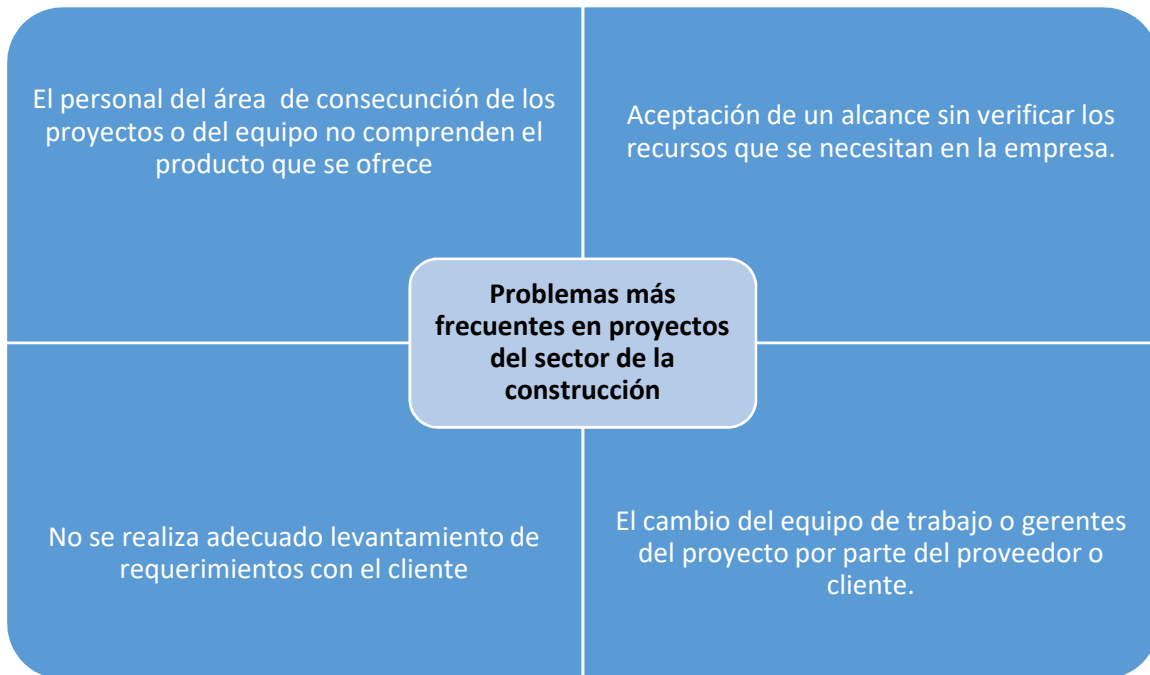 El personal del área de consecunción de los
proyectos o del equipo no comprenden el
producto que se ofrece
Aceptación de un alcance sin verificar los
recursos que se necesitan en la empresa.
Problemas más
frecuentes en proyectos
del sector de la
construcción
No se realiza adecuado levantamiento de
requerimientos con el cliente
El cambio del equipo de trabajo o gerentes
del proyecto por parte del proveedor o
cliente.